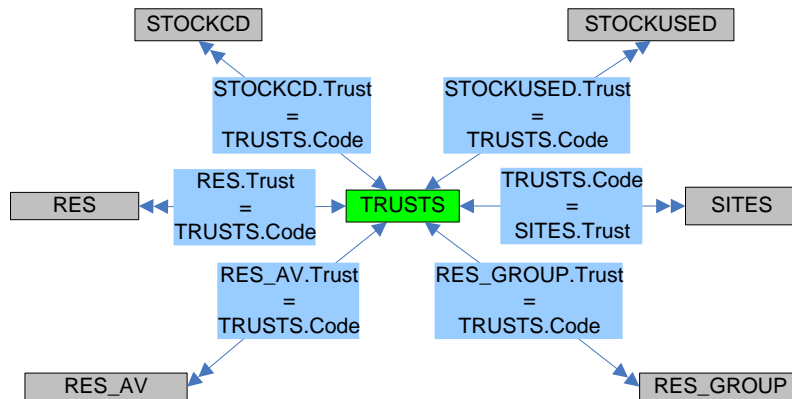 STOCKCD
STOCKUSED
STOCKCD.Trust
=
TRUSTS.Code
STOCKUSED.Trust
=
TRUSTS.Code
RES
RES.Trust
=
TRUSTS.Code
TRUSTS
TRUSTS.Code
=
SITES.Trust
SITES
RES_AV.Trust
=
TRUSTS.Code
RES_GROUP.Trust
=
TRUSTS.Code
RES_AV
RES_GROUP